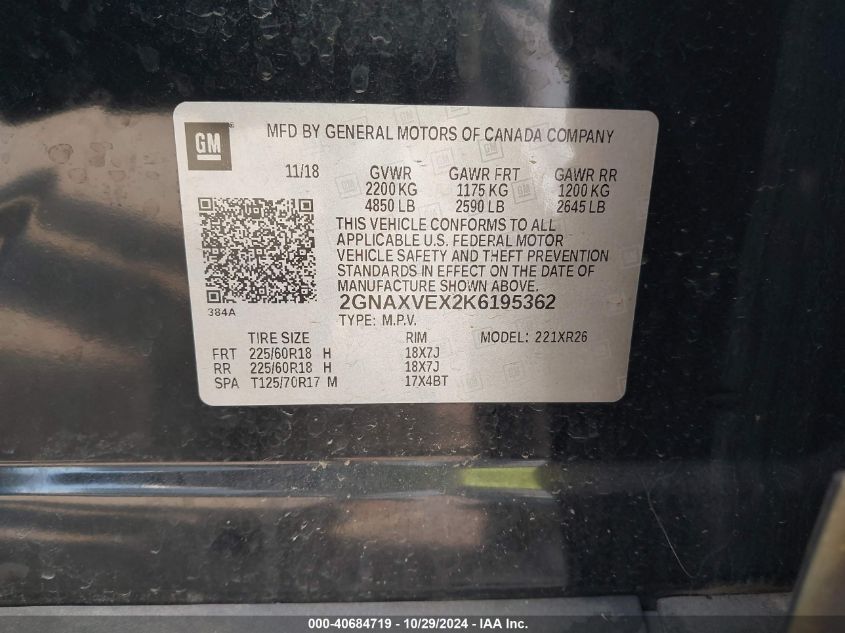 GM
MFD BY GENERAL MOTORS OF CANADA COMPANY
11/18 GVWR GAWR FRT GAWR RR
2200 KG 1175 KG 1200 KG
4850 LB 2590 LB 2645 LB
THIS VEHICLE CONFORMS TO ALL
APPLICABLE U.S. FEDERAL MOTOR
VEHICLE SAFETY AND THEFT PREVENTION
STANDARDS IN EFFECT ON THE DATE OF
MANUFACTURE SHOWN ABOVE.
2GNAXVEX2K6195362
384A
TYPE: M.P.V.
TIRE SIZE RIM MODEL: 221XR26
FRT 225/60R18 H 18X7J
RR 225/60R18 H 18X7J
SPA T125/70R17 M 17X4BT
000-40684719 / 10/29/2024 - IAA Inc.